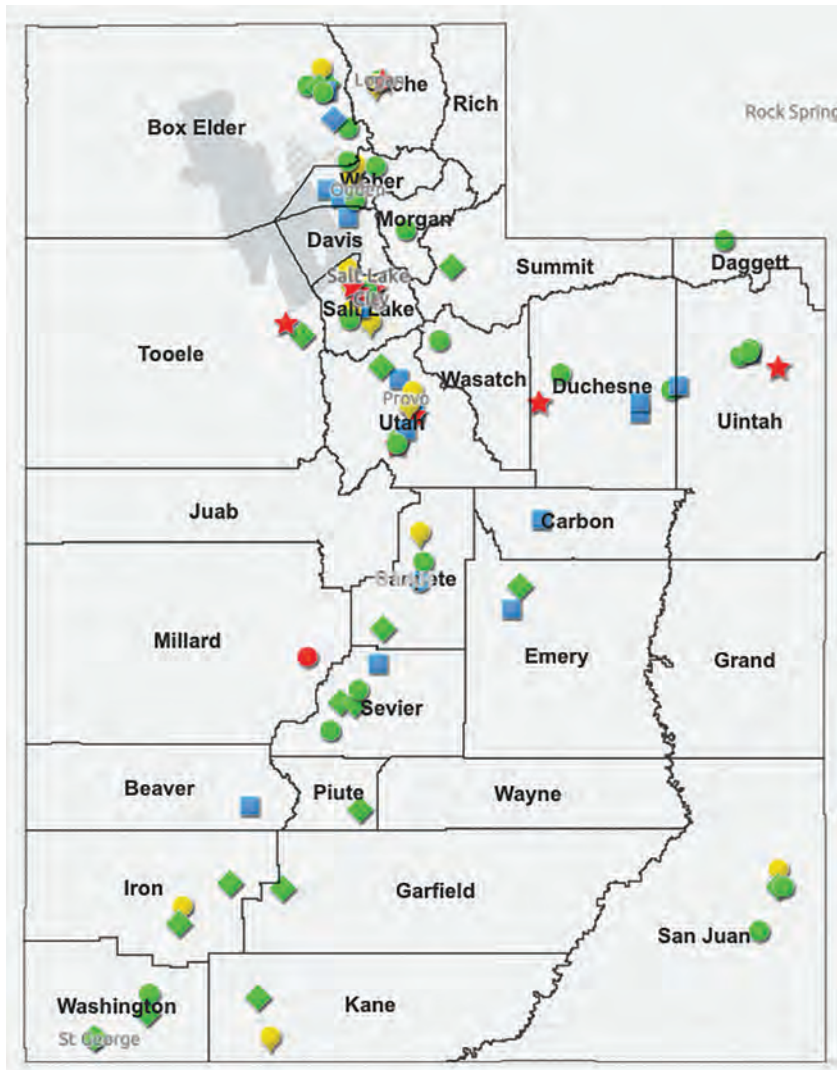 Logan
Cache
Rich
Rock Spring
Box Elder
Weber
Ogden
Morgan
Davis
Summit
Daggett
Salt Lake
City
Salt Lake
Tooele
Wasatch
Duchesne
Provo
Utah
Uintah
Juab
Carbon
Sanpete
Millard
Emery
Grand
Sevier
Beaver
Piute
Wayne
Iron
Garfield
San Juan
Washington
Kane
St George